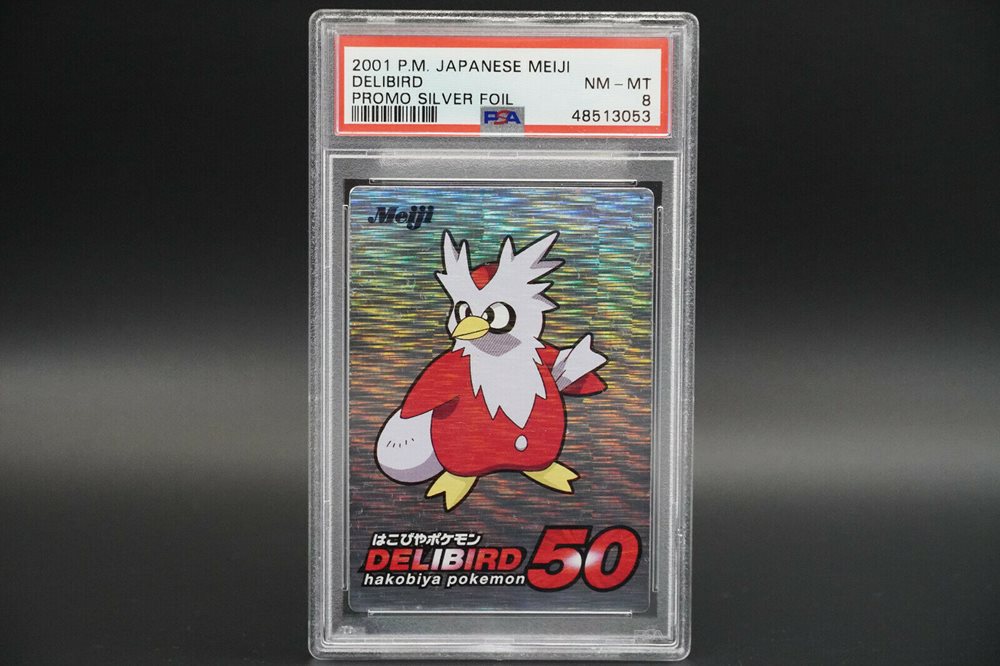 2001 P.M. JAPANESE MEIJI
DELIBIRD NM - MT
PROMO SILVER FOIL 8
PSA 48513053
Meiji
はこびやポケモン
DELIBIRD 50
hakobiya pokemon
PSA